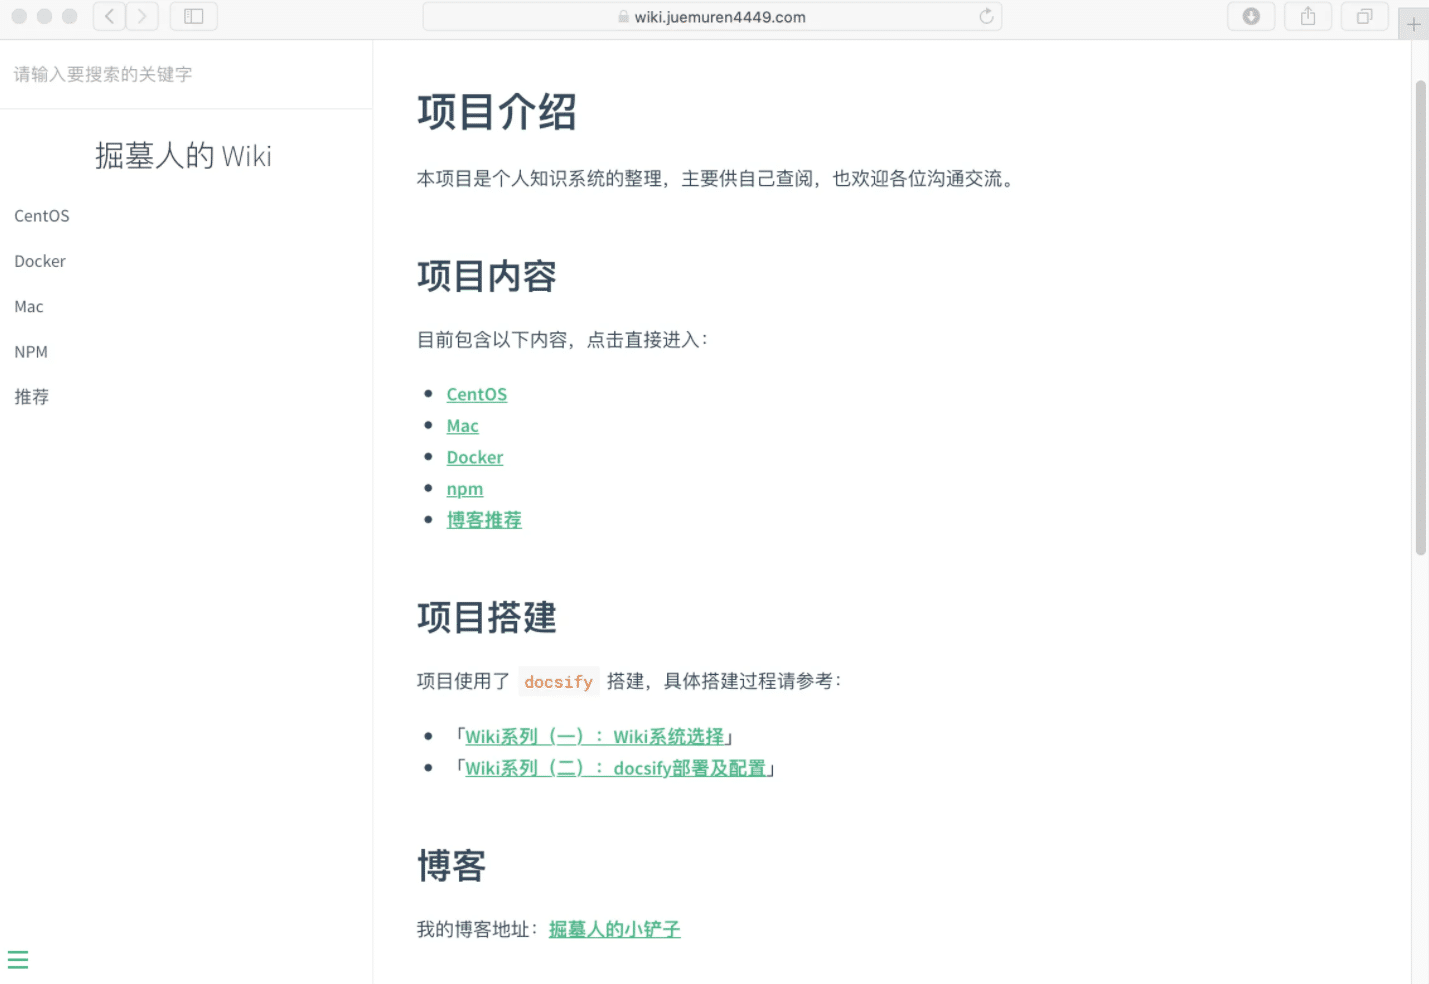 wiki.juemuren4449.com
请输入要搜索的关键字
掘墓人的 Wiki
CentOS
Docker
Mac
NPM
推荐
项目介绍
本项目是个人知识系统的整理，主要供自己查阅，也欢迎各位沟通交流。
项目内容
目前包含以下内容，点击直接进入：
CentOS
Mac
Docker
npm
博客推荐
项目搭建
项目使用了 docsify 搭建，具体搭建过程请参考：
「Wiki系列（一）：Wiki系统选择」
「Wiki系列（二）：docsify部署及配置」
博客
我的博客地址：掘墓人的小铲子